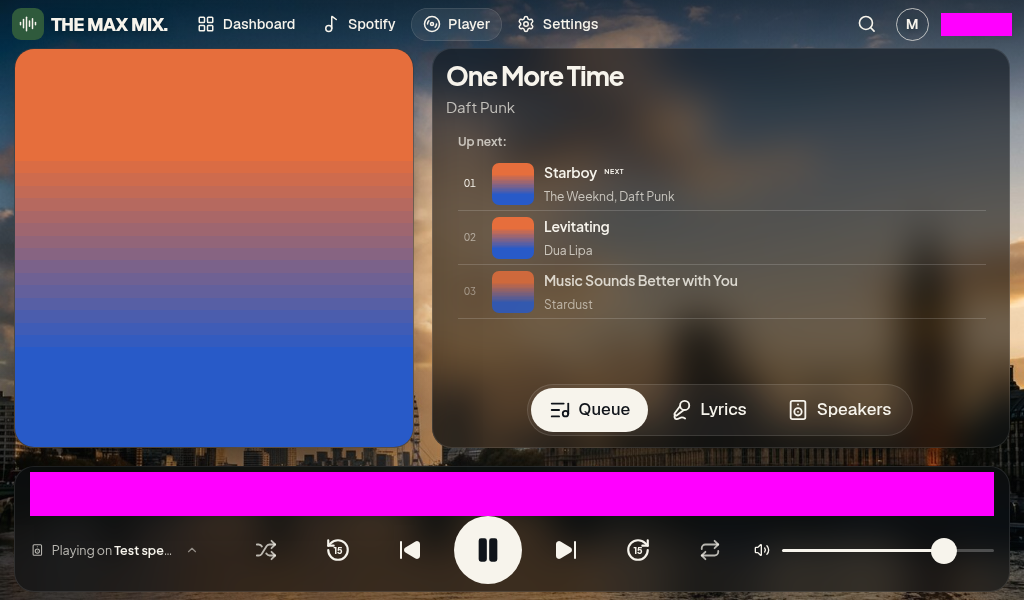 THE MAX MIX.
Dashboard
Spotify
Player
Settings
M
One More Time
Daft Punk
Up next:
01
Starboy NEXT
The Weeknd, Daft Punk
02
Levitating
Dua Lipa
03
Music Sounds Better with You
Stardust
Queue
Lyrics
Speakers
Playing on Test spe...
15
15